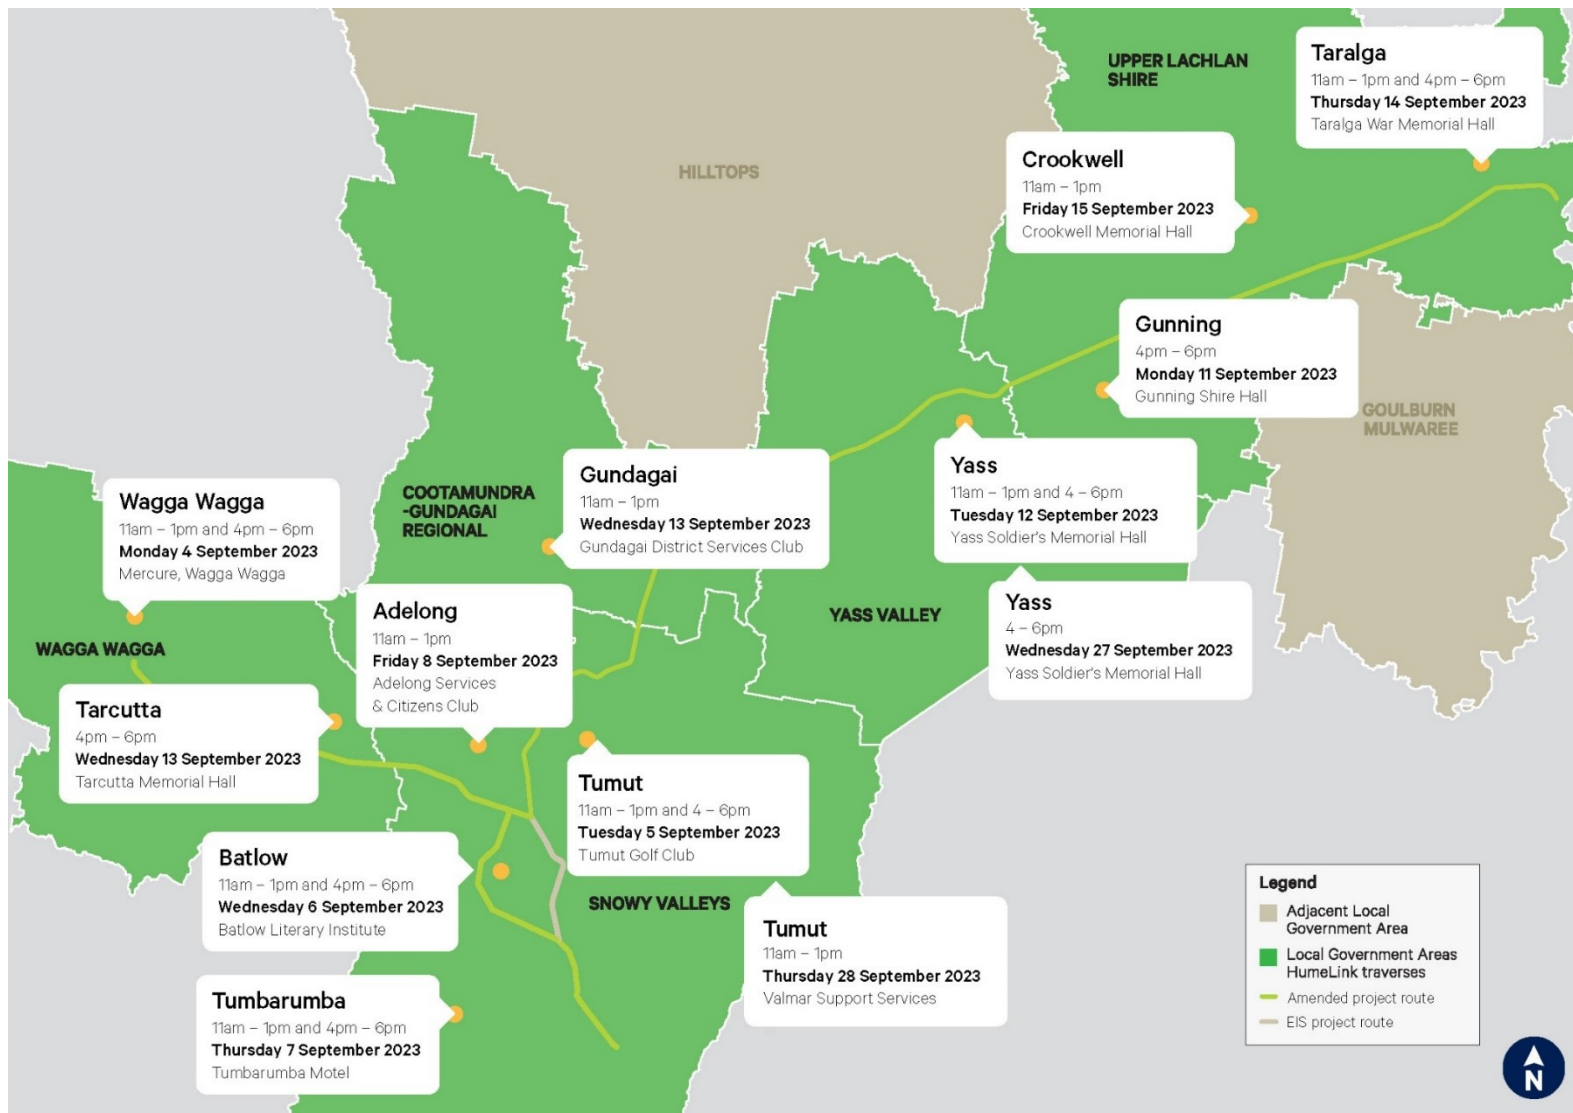 UPPER LACHLAN
SHIRE
Taralga
11am – 1pm and 4pm – 6pm
Thursday 14 September 2023
Taralga War Memorial Hall
Crookwell
11am – 1pm
Friday 15 September 2023
Crookwell Memorial Hall
HILLTOPS
Gunning
4pm – 6pm
Monday 11 September 2023
Gunning Shire Hall
GOULBURN
MULWAREE
Yass
11am – 1pm and 4 – 6pm
Tuesday 12 September 2023
Yass Soldier's Memorial Hall
Gundagai
11am – 1pm
Wednesday 13 September 2023
Gundagai District Services Club
COOTAMUNDRA
-GUNDAGAI
REGIONAL
Wagga Wagga
11am – 1pm and 4pm – 6pm
Monday 4 September 2023
Mercure, Wagga Wagga
Adelong
11am – 1pm
Friday 8 September 2023
Adelong Services
& Citizens Club
YASS VALLEY
Yass
4 – 6pm
Wednesday 27 September 2023
Yass Soldier's Memorial Hall
WAGGA WAGGA
Tarcutta
4pm – 6pm
Wednesday 13 September 2023
Tarcutta Memorial Hall
Tumut
11am – 1pm and 4 – 6pm
Tuesday 5 September 2023
Tumut Golf Club
Batlow
11am – 1pm and 4pm – 6pm
Wednesday 6 September 2023
Batlow Literary Institute
SNOWY VALLEYS
Tumut
11am – 1pm
Thursday 28 September 2023
Valmar Support Services
Tumbarumba
11am – 1pm and 4pm – 6pm
Thursday 7 September 2023
Tumbarumba Motel
Legend
Adjacent Local
Government Area
Local Government Areas
HumeLink traverses
Amended project route
EIS project route
N